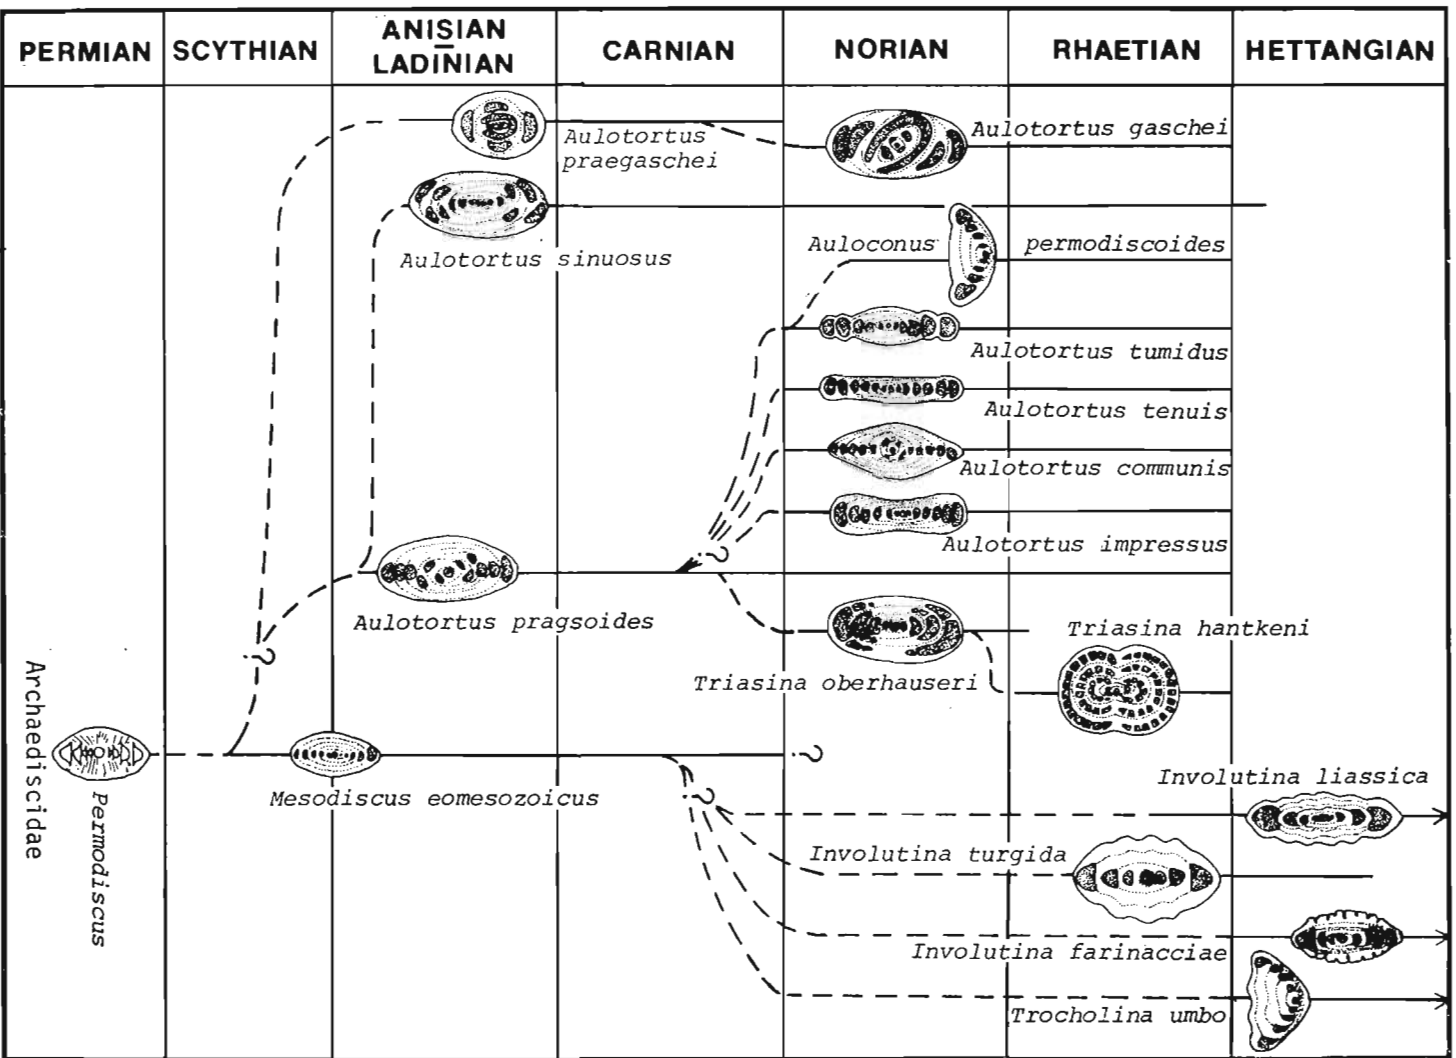 PERMIAN
SCYTHIAN
ANISIAN
–
LADINIAN
CARNIAN
NORIAN
RHAETIAN
HETTANGIAN
Aulotortus
praegaschei
Aulotortus gaschei
Aulotortus sinuosus
Auloconus permodiscoides
Aulotortus tumidus
Aulotortus tenuis
Aulotortus communis
Aulotortus impressus
?
Aulotortus pragsoides
?
Triasina hantkeni
Triasina oberhauseri
Archaediscidae
Permodiscus
?
Mesodiscus eomesozoicus
?
Involutina liassica
Involutina turgida
Involutina farinacciae
Trocholina umbo